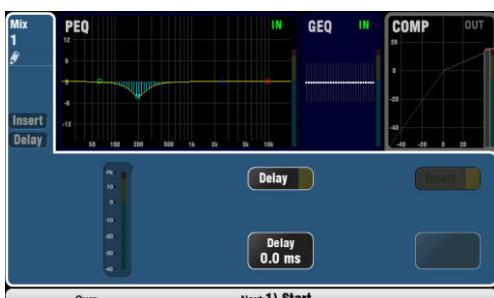 Mix
1
PEQ IN
GEQ IN
COMP OUT
12
6
0
-6
-12
50 100 200 500 1k 2k 5k 10k
20
0
-20
-40
-40 -20 0 20
Insert
Delay
Pk
10
0
-10
-20
-30
-40
Delay
Insert
Delay
0.0 ms
1) Start